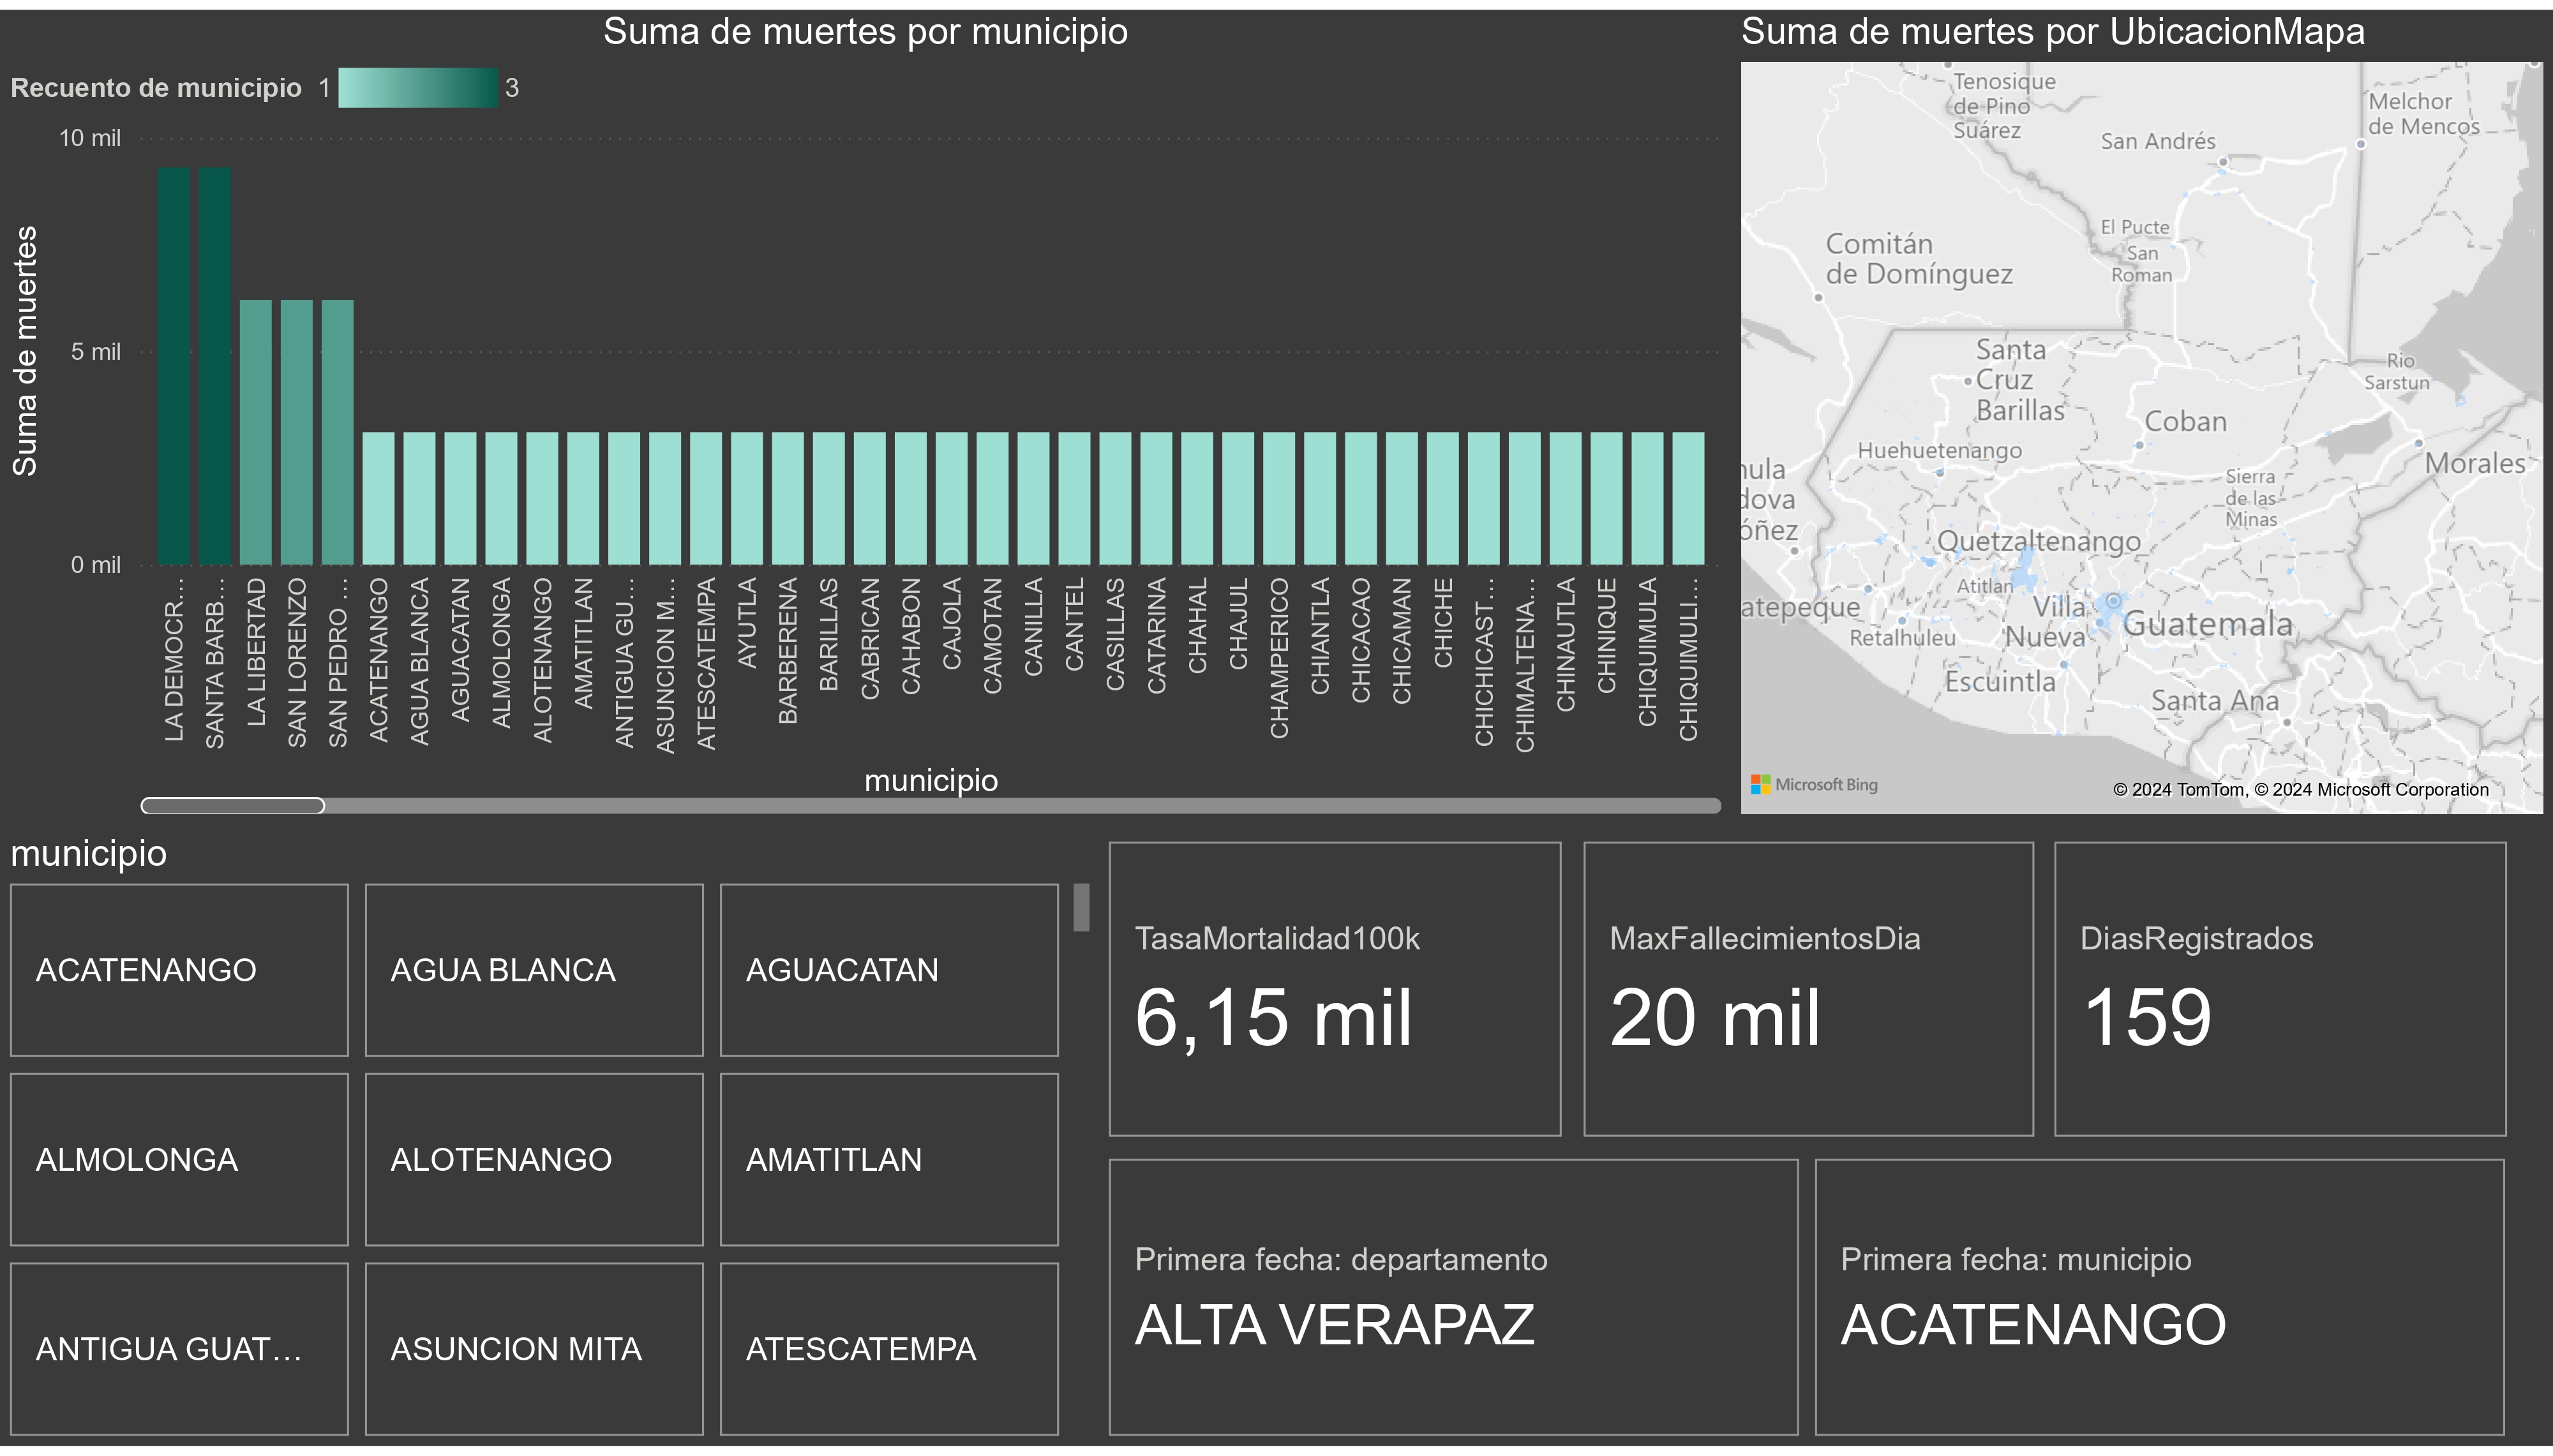 Suma de muertes por municipio
Recuento de municipio 1 3
10 mil
5 mil
0 mil
Suma de muertes
LA DEMOCR...
SANTA BARB...
LA LIBERTAD
SAN LORENZO
SAN PEDRO ...
ACATENANGO
AGUA BLANCA
AGUACATAN
ALMOLONGA
ALOTENANGO
AMATITLAN
ANTIGUA GU...
ASUNCION M...
ATESCATEMPA
AYUTLA
BARBERENA
BARILLAS
CABRICAN
CAHABON
CAJOLA
CAMOTAN
CANILLA
CANTEL
CASILLAS
CATARINA
CHAHAL
CHAJUL
CHAMPERICO
CHIANTLA
CHICACAO
CHICAMAN
CHICHE
CHICHICAST...
CHIMALTENA...
CHINAUTLA
CHINIQUE
CHIQUIMULA
CHIQUIMULI...
municipio
Suma de muertes por UbicacionMapa
Tenosique
de Pino
Suárez
Melchor
de Mencos
San Andrés
El Pucte
San
Roman
Comitán
de Domínguez
Santa
Cruz
Barillas
Rio
Sarstun
Coban
Huehuetenango
Morales
nula
dova
óñez
Sierra
de las
Minas
Quetzaltenango
Atitlan
atepeque
Villa
Nueva
Guatemala
Retalhuleu
Escuintla
Santa Ana
Microsoft Bing
© 2024 TomTom, © 2024 Microsoft Corporation
municipio
ACATENANGO
AGUA BLANCA
AGUACATAN
ALMOLONGA
ALOTENANGO
AMATITLAN
ANTIGUA GUAT...
ASUNCION MITA
ATESCATEMPA
TasaMortalidad100k
6,15 mil
MaxFallecimientosDia
20 mil
DiasRegistrados
159
Primera fecha: departamento
ALTA VERAPAZ
Primera fecha: municipio
ACATENANGO